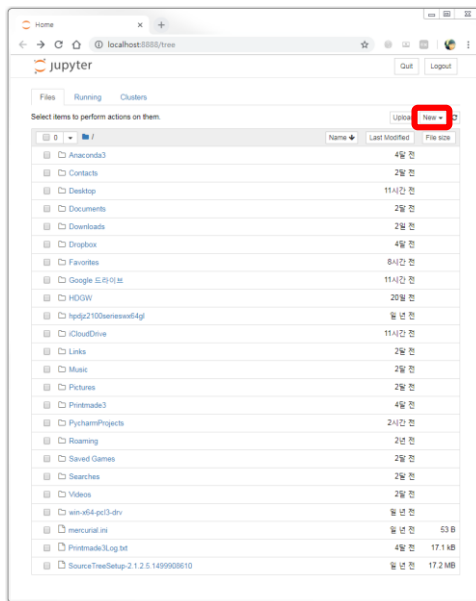 Home
localhost:8888/tree
jupyter
Quit Logout
Files Running Clusters
Select items to perform actions on them.
Upload New
0 / Name Last Modified File size
Anaconda3 4달 전
Contacts 2달 전
Desktop 11시간 전
Documents 2달 전
Downloads 2일 전
Dropbox 4달 전
Favorites 8시간 전
Google 드라이브 11시간 전
HDGW 20일 전
hpdjz2100serieswx64gl 일 년 전
iCloudDrive 11시간 전
Links 2달 전
Music 2달 전
Pictures 2달 전
Printmade3 4달 전
PycharmProjects 2시간 전
Roaming 2년 전
Saved Games 2달 전
Searches 2달 전
Videos 2달 전
win-x64-pcl3-drv 일 년 전
mercurial.ini 일 년 전 53 B
Printmade3Log.txt 4달 전 17.1 kB
SourceTreeSetup-2.1.2.5.1499908610 일 년 전 17.2 MB